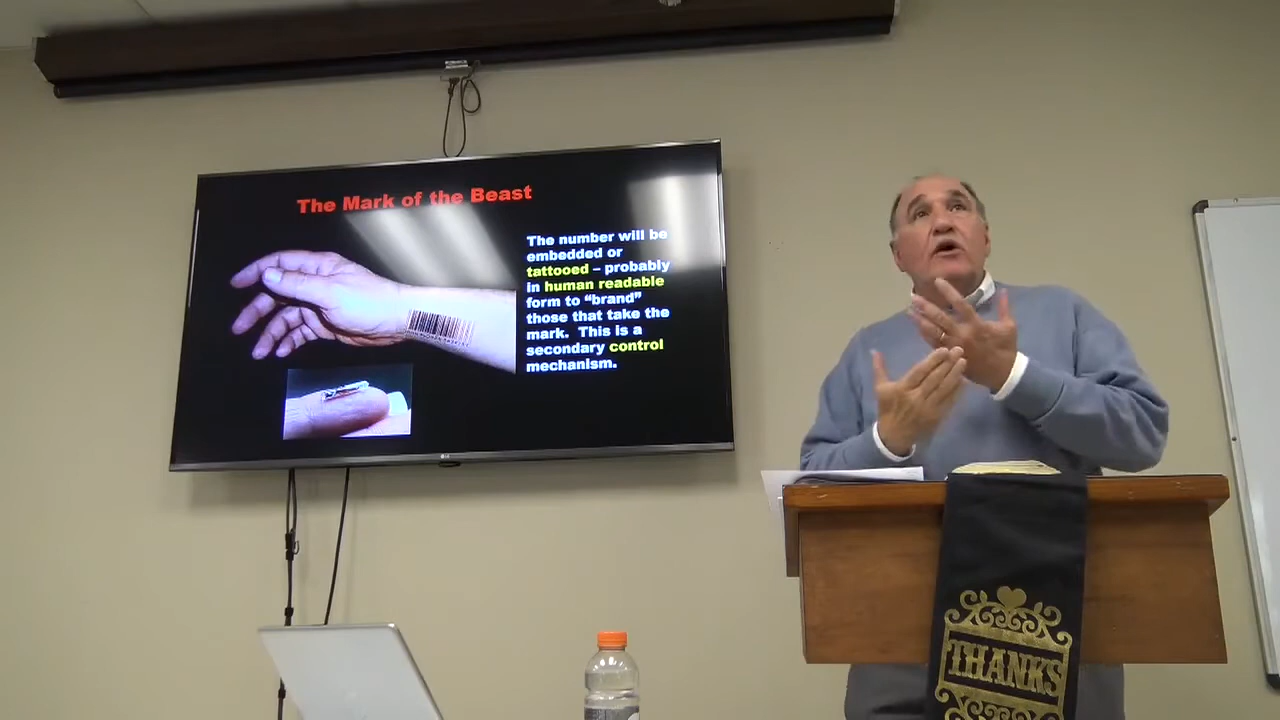 The Mark of the Beast
The number will be
embedded or
tattooed – probably
in human readable
form to “brand”
those that take the
mark. This is a
secondary control
mechanism.
LG
THANKS